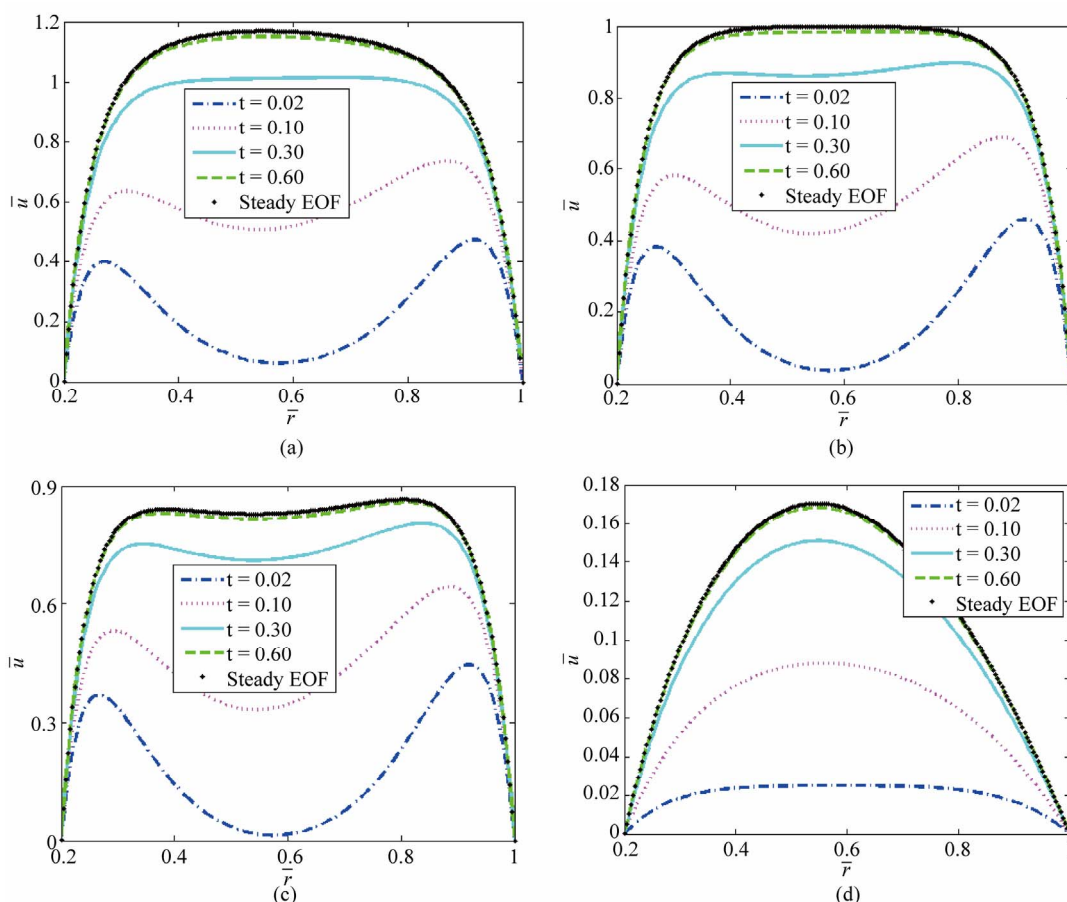 1.2
1
0.8
0.6
0.4
0.2
0
u̅
t = 0.02
t = 0.10
t = 0.30
t = 0.60
Steady EOF
0.2 0.4 0.6 0.8 1
r̅
(a)
1
0.8
0.6
0.4
0.2
0
u̅
t = 0.02
t = 0.10
t = 0.30
t = 0.60
Steady EOF
0.2 0.4 0.6 0.8
r̅
(b)
0.9
0.6
0.3
0
u̅
t = 0.02
t = 0.10
t = 0.30
t = 0.60
Steady EOF
0.2 0.4 0.6 0.8 1
r̅
(c)
0.18
0.16
0.14
0.12
0.1
0.08
0.06
0.04
0.02
0
u̅
t = 0.02
t = 0.10
t = 0.30
t = 0.60
Steady EOF
0.2 0.4 0.6 0.8
r̅
(d)